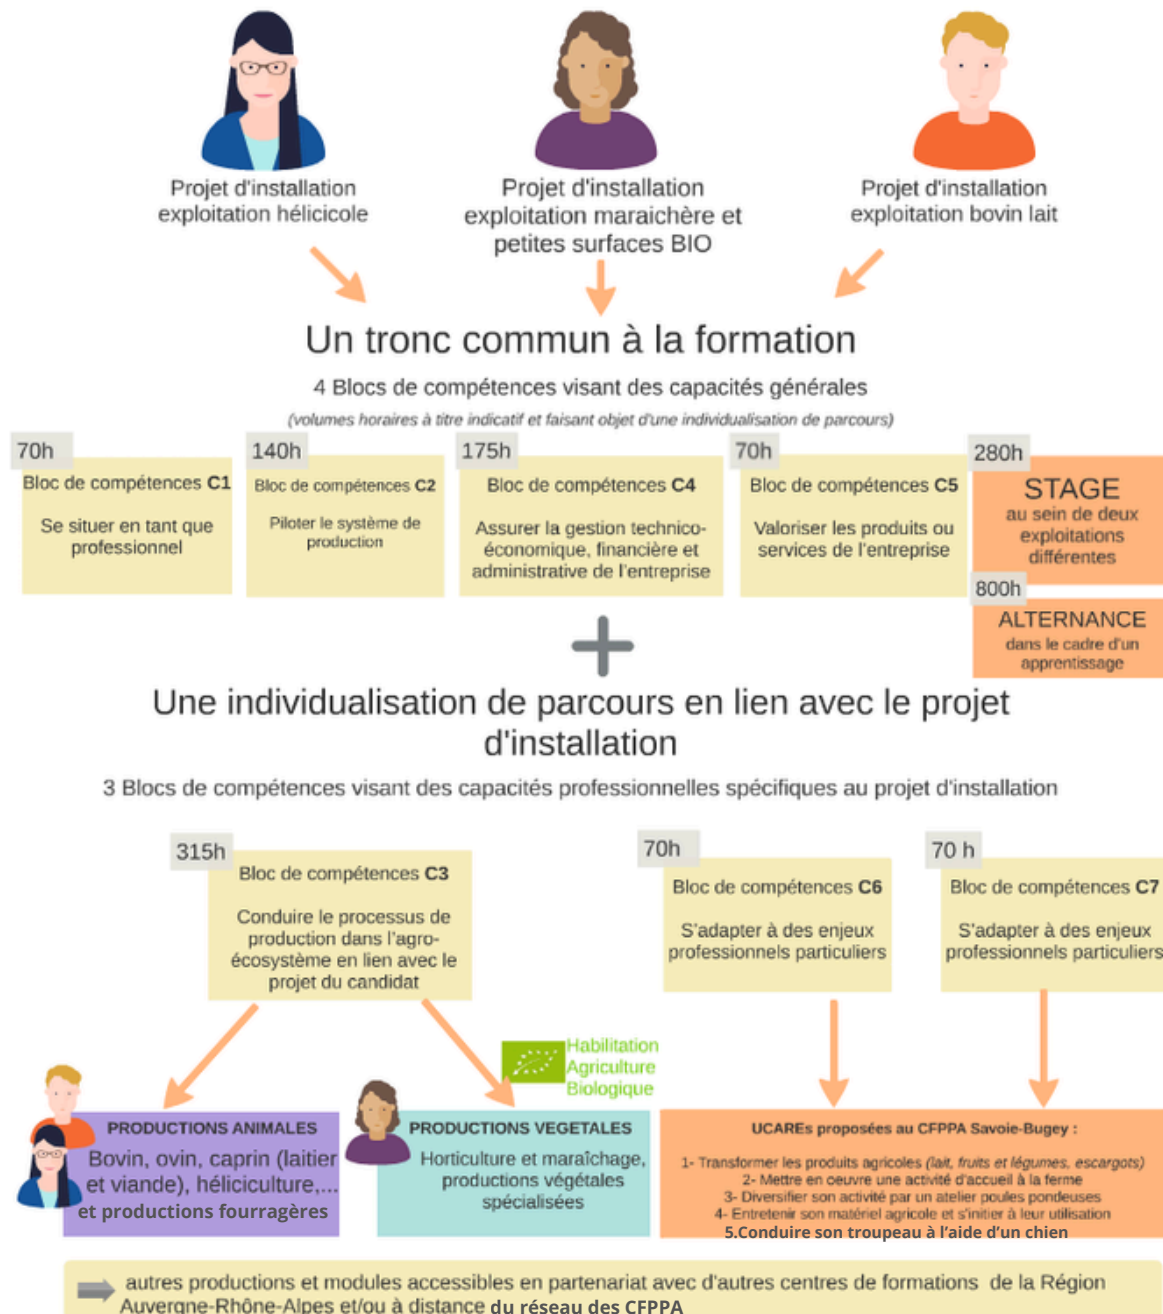 Projet d'installation
exploitation hélicicole
Projet d'installation
exploitation maraichère et
petites surfaces BIO
Projet d'installation
exploitation bovin lait
Un tronc commun à la formation
4 Blocs de compétences visant des capacités générales
(volumes horaires à titre indicatif et faisant objet d'une individualisation de parcours)
70h
Bloc de compétences C1
Se situer en tant que
professionnel
140h
Bloc de compétences C2
Piloter le système de
production
175h
Bloc de compétences C4
Assurer la gestion technico-
économique, financière et
administrative de l'entreprise
70h
Bloc de compétences C5
Valoriser les produits ou
services de l'entreprise
280h
STAGE
au sein de deux
exploitations
différentes
800h
ALTERNANCE
dans le cadre d'un
apprentissage
Une individualisation de parcours en lien avec le projet
d'installation
3 Blocs de compétences visant des capacités professionnelles spécifiques au projet d'installation
315h
Bloc de compétences C3
Conduire le processus de
production dans l'agro-
écosystème en lien avec le
projet du candidat
70h
Bloc de compétences C6
S'adapter à des enjeux
professionnels particuliers
70 h
Bloc de compétences C7
S'adapter à des enjeux
professionnels particuliers
Habilitation
Agriculture
Biologique
PRODUCTIONS ANIMALES
Bovin, ovin, caprin (laitier
et viande), héliciculture,...
et productions fourragères
PRODUCTIONS VEGETALES
Horticulture et maraîchage,
productions végétales
spécialisées
UCAREs proposées au CFPPA Savoie-Bugey :
1- Transformer les produits agricoles (lait, fruits et légumes, escargots)
2- Mettre en oeuvre une activité d'accueil à la ferme
3- Diversifier son activité par un atelier poules pondeuses
4- Entretenir son matériel agricole et s'initier à leur utilisation
5.Conduire son troupeau à l'aide d'un chien
autres productions et modules accessibles en partenariat avec d'autres centres de formations de la Région
Auvergne-Rhône-Alpes et/ou à distance du réseau des CFPPA